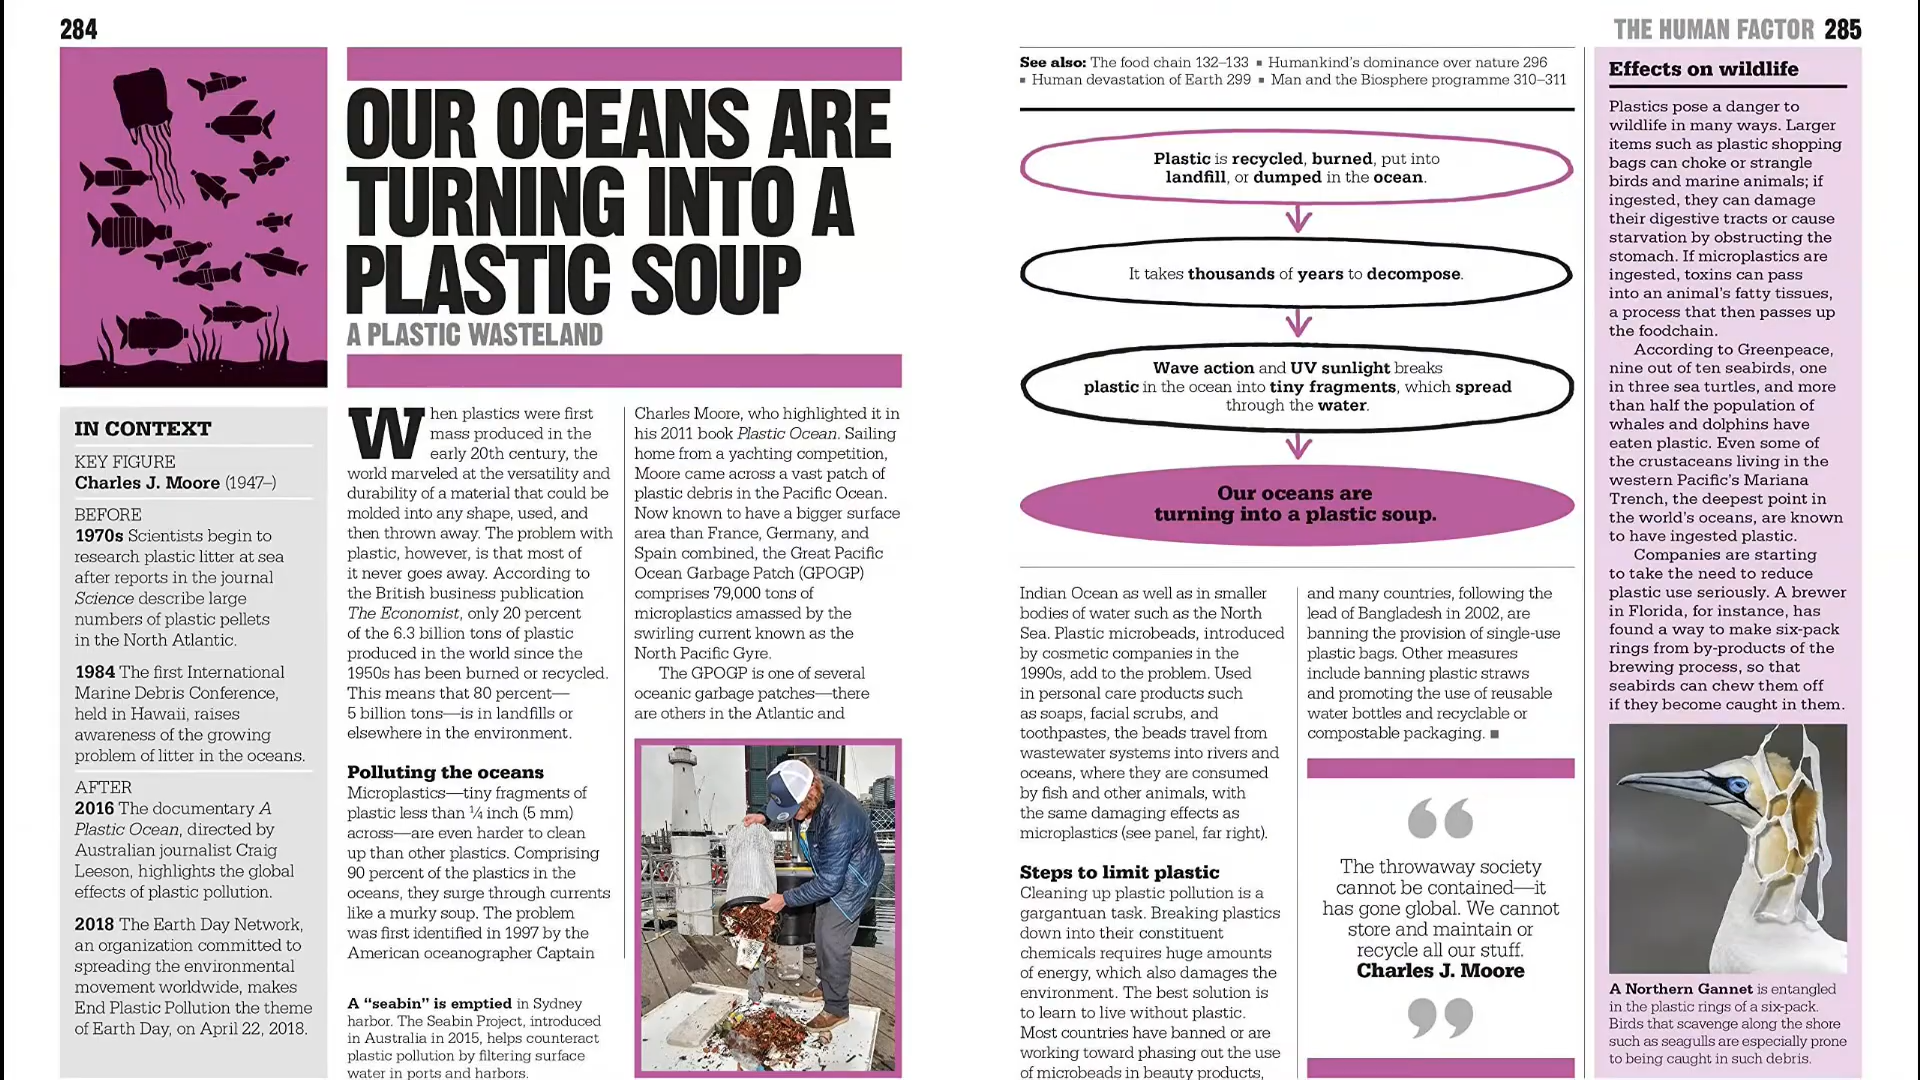 284
OUR OCEANS ARE
TURNING INTO A
PLASTIC SOUP
A PLASTIC WASTELAND
IN CONTEXT
KEY FIGURE
Charles J. Moore (1947–)
BEFORE
1970s Scientists begin to
research plastic litter at sea
after reports in the journal
Science describe large
numbers of plastic pellets
in the North Atlantic.
1984 The first International
Marine Debris Conference,
held in Hawaii, raises
awareness of the growing
problem of litter in the oceans.
AFTER
2016 The documentary A
Plastic Ocean, directed by
Australian journalist Craig
Leeson, highlights the global
effects of plastic pollution.
2018 The Earth Day Network,
an organization committed to
spreading the environmental
movement worldwide, makes
End Plastic Pollution the theme
of Earth Day, on April 22, 2018.
When plastics were first
mass produced in the
early 20th century, the
world marveled at the versatility and
durability of a material that could be
molded into any shape, used, and
then thrown away. The problem with
plastic, however, is that most of
it never goes away. According to
the British business publication
The Economist, only 20 percent
of the 6.3 billion tons of plastic
produced in the world since the
1950s has been burned or recycled.
This means that 80 percent—
5 billion tons—is in landfills or
elsewhere in the environment.
Polluting the oceans
Microplastics—tiny fragments of
plastic less than ¼ inch (5 mm)
across—are even harder to clean
up than other plastics. Comprising
90 percent of the plastics in the
oceans, they surge through currents
like a murky soup. The problem
was first identified in 1997 by the
American oceanographer Captain
Charles Moore, who highlighted it in
his 2011 book Plastic Ocean. Sailing
home from a yachting competition,
Moore came across a vast patch of
plastic debris in the Pacific Ocean.
Now known to have a bigger surface
area than France, Germany, and
Spain combined, the Great Pacific
Ocean Garbage Patch (GPOGP)
comprises 79,000 tons of
microplastics amassed by the
swirling current known as the
North Pacific Gyre.
The GPOGP is one of several
oceanic garbage patches—there
are others in the Atlantic and
A “seabin” is emptied in Sydney
harbor. The Seabin Project, introduced
in Australia in 2015, helps counteract
plastic pollution by filtering surface
water in ports and harbors.
THE HUMAN FACTOR 285
See also: The food chain 132–133 ▪ Humankind's dominance over nature 296
▪ Human devastation of Earth 299 ▪ Man and the Biosphere programme 310–311
Plastic is recycled, burned, put into
landfill, or dumped in the ocean.
It takes thousands of years to decompose.
Wave action and UV sunlight breaks
plastic in the ocean into tiny fragments, which spread
through the water.
Our oceans are
turning into a plastic soup.
Indian Ocean as well as in smaller
bodies of water such as the North
Sea. Plastic microbeads, introduced
by cosmetic companies in the
1990s, add to the problem. Used
in personal care products such
as soaps, facial scrubs, and
toothpastes, the beads travel from
wastewater systems into rivers and
oceans, where they are consumed
by fish and other animals, with
the same damaging effects as
microplastics (see panel, far right).
Steps to limit plastic
Cleaning up plastic pollution is a
gargantuan task. Breaking plastics
down into their constituent
chemicals requires huge amounts
of energy, which also damages the
environment. The best solution is
to learn to live without plastic.
Most countries have banned or are
working toward phasing out the use
of microbeads in beauty products,
and many countries, following the
lead of Bangladesh in 2002, are
banning the provision of single-use
plastic bags. Other measures
include banning plastic straws
and promoting the use of reusable
water bottles and recyclable or
compostable packaging. ▪
“
The throwaway society
cannot be contained—it
has gone global. We cannot
store and maintain or
recycle all our stuff.
Charles J. Moore
”
Effects on wildlife
Plastics pose a danger to
wildlife in many ways. Larger
items such as plastic shopping
bags can choke or strangle
birds and marine animals; if
ingested, they can damage
their digestive tracts or cause
starvation by obstructing the
stomach. If microplastics are
ingested, toxins can pass
into an animal's fatty tissues,
a process that then passes up
the foodchain.
According to Greenpeace,
nine out of ten seabirds, one
in three sea turtles, and more
than half the population of
whales and dolphins have
eaten plastic. Even some of
the crustaceans living in the
western Pacific's Mariana
Trench, the deepest point in
the world's oceans, are known
to have ingested plastic.
Companies are starting
to take the need to reduce
plastic use seriously. A brewer
in Florida, for instance, has
found a way to make six-pack
rings from by-products of the
brewing process, so that
seabirds can chew them off
if they become caught in them.
A Northern Gannet is entangled
in the plastic rings of a six-pack.
Birds that scavenge along the shore
such as seagulls are especially prone
to being caught in such debris.